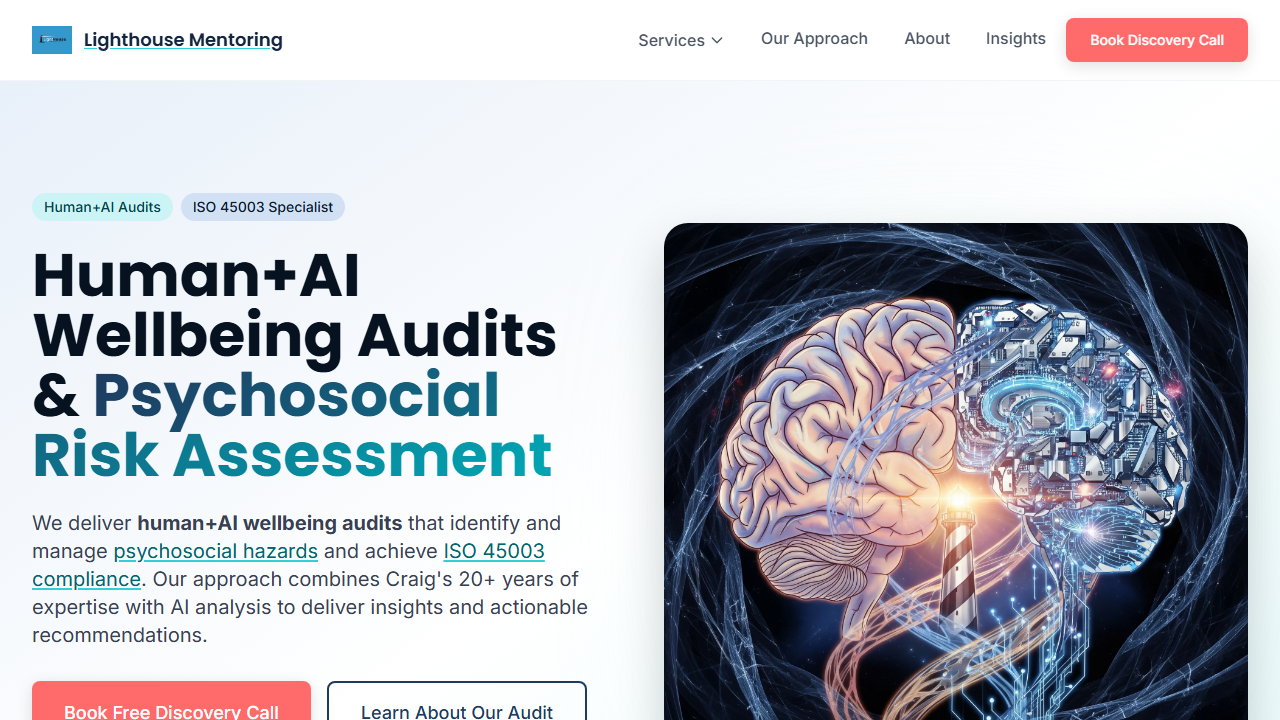 Lighthouse Mentoring
Services
Our Approach
About
Insights
Book Discovery Call
Human+AI Audits
ISO 45003 Specialist
Human+AI
Wellbeing Audits
& Psychosocial
Risk Assessment
We deliver human+AI wellbeing audits that identify and
manage psychosocial hazards and achieve ISO 45003
compliance. Our approach combines Craig's 20+ years of
expertise with AI analysis to deliver insights and actionable
recommendations.
Book Free Discovery Call
Learn About Our Audit